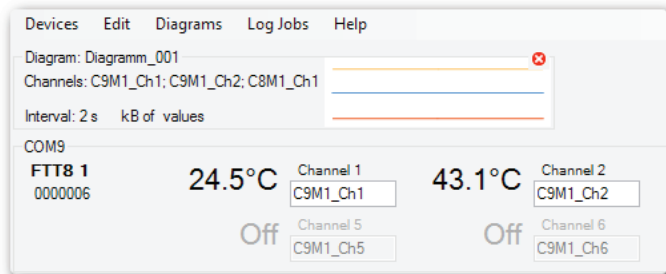 Devices Edit Diagrams Log Jobs Help
Diagram: Diagramm_001
Channels: C9M1_Ch1; C9M1_Ch2; C8M1_Ch1
Interval: 2 s kB of values
COM9
FTT8 1
0000006
24.5°C
Channel 1
C9M1_Ch1
43.1°C
Channel 2
C9M1_Ch2
Off
Channel 5
C9M1_Ch5
Off
Channel 6
C9M1_Ch6